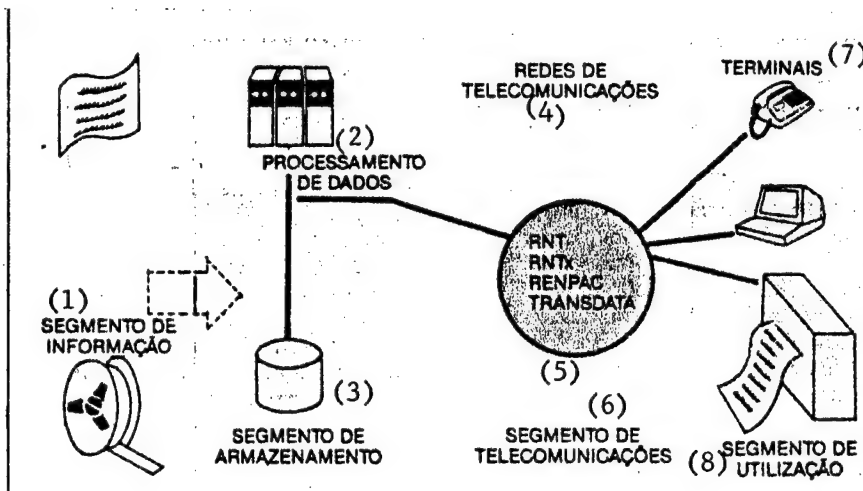 REDES DE
TELECOMUNICAÇÕES
(4)
TERMINAIS (7)
(2)
PROCESSAMENTO
DE DADOS
RNT
RNTx
RENPAC
TRANSDATA
(1)
SEGMENTO DE
INFORMAÇÃO
(3)
SEGMENTO DE
ARMAZENAMENTO
(5)
(6)
SEGMENTO DE
TELECOMUNICAÇÕES
(8) SEGMENTO DE
UTILIZAÇÃO